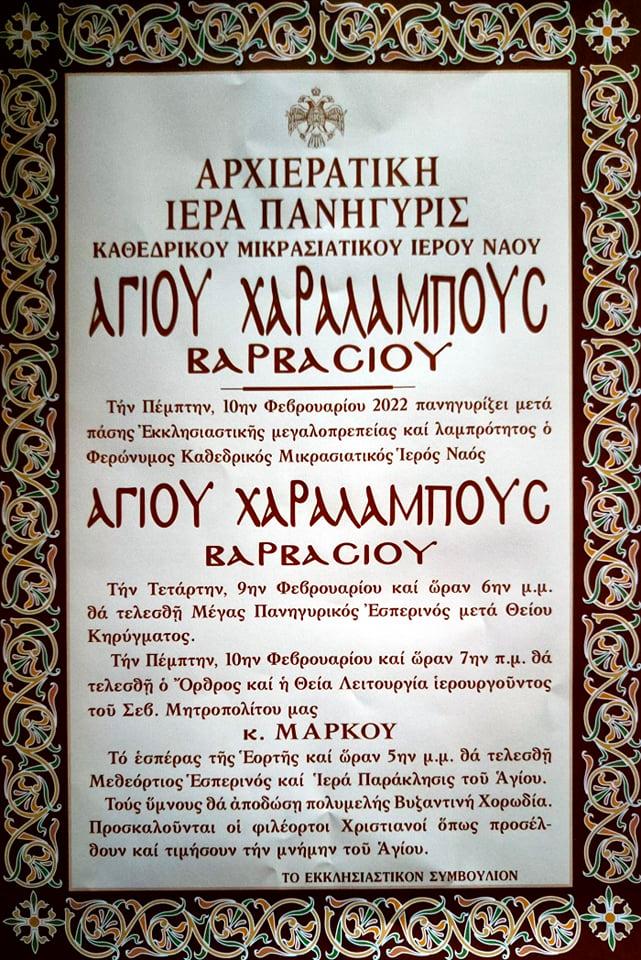 ΑΡΧΙΕΡΑΤΙΚΗ
ΙΕΡΑ ΠΑΝΗΓΥΡΙΣ
ΚΑΘΕΔΡΙΚΟΥ ΜΙΚΡΑΣΙΑΤΙΚΟΥ ΙΕΡΟΥ ΝΑΟΥ
ΑΓΙΟΥ ΧΑΡΑΛΑΜΠΟΥϹ
ΒΑΡΒΑϹΙΟΥ
Τήν Πέμπτην, 10ην Φεβρουαρίου 2022 πανηγυρίζει μετά
πάσης Ἐκκλησιαστικῆς μεγαλοπρεπείας καί λαμπρότητος ὁ
Φερώνυμος Καθεδρικός Μικρασιατικός Ἱερός Ναός
ΑΓΙΟΥ ΧΑΡΑΛΑΜΠΟΥϹ
ΒΑΡΒΑϹΙΟΥ
Τήν Τετάρτην, 9ην Φεβρουαρίου καί ὥραν 6ην μ.μ.
θά τελεσθῇ Μέγας Πανηγυρικός Ἑσπερινός μετά Θείου
Κηρύγματος.
Τήν Πέμπτην, 10ην Φεβρουαρίου καί ὥραν 7ην π.μ. θά
τελεσθῇ ὁ Ὄρθρος καί ἡ Θεία Λειτουργία ἱερουργοῦντος
τοῦ Σεβ. Μητροπολίτου μας
κ. ΜΑΡΚΟΥ
Τό ἑσπέρας τῆς Ἑορτῆς καί ὥραν 5ην μ.μ. θά τελεσθῇ
Μεθεόρτιος Ἑσπερινός καί Ἱερά Παράκλησις τοῦ Ἁγίου.
Τούς ὕμνους θά ἀποδώσῃ πολυμελής Βυζαντινή Χορωδία.
Προσκαλοῦνται οἱ φιλέορτοι Χριστιανοί ὅπως προσέλ-
θουν καί τιμήσουν τήν μνήμην τοῦ Ἁγίου.
ΤΟ ΕΚΚΛΗΣΙΑΣΤΙΚΟΝ ΣΥΜΒΟΥΛΙΟΝ